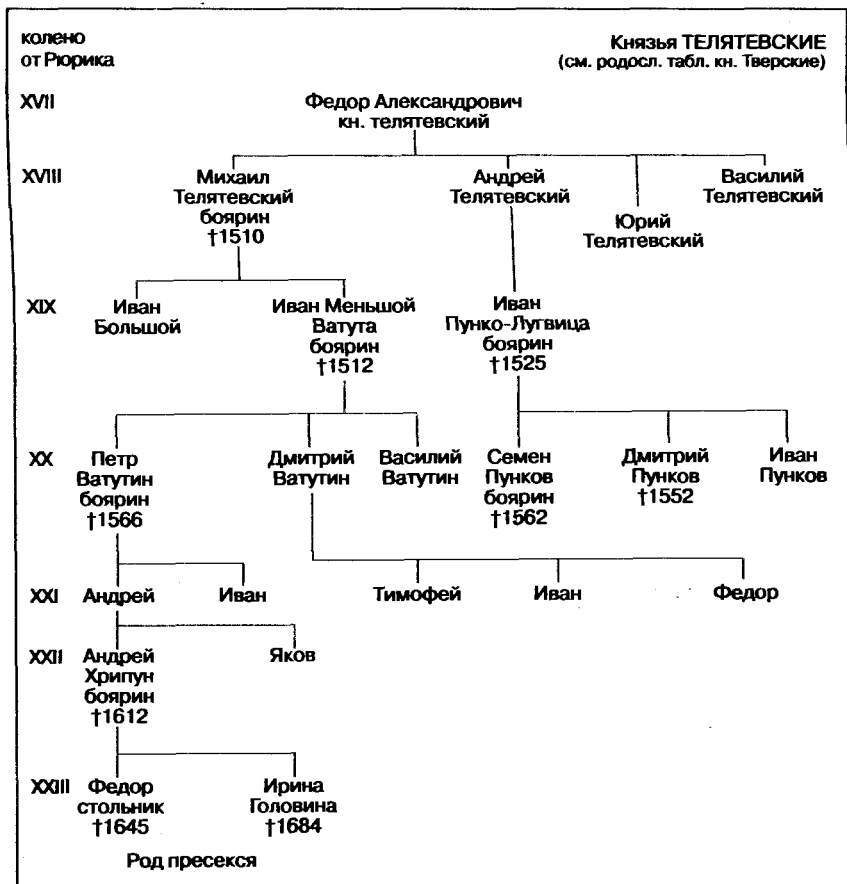 колено
от Рюрика
Князья ТЕЛЯТЕВСКИЕ
(см. родосл. табл. кн. Тверские)
XVII
Федор Александрович
кн. телятевский
XVIII
Михаил
Телятевский
боярин
†1510
Андрей
Телятевский
Юрий
Телятевский
Василий
Телятевский
XIX
Иван
Большой
Иван Меньшой
Ватута
боярин
†1512
Иван
Пунко-Лугвица
боярин
†1525
XX
Петр
Ватутин
боярин
†1566
Дмитрий
Ватутин
Василий
Ватутин
Семен
Пунков
боярин
†1562
Дмитрий
Пунков
†1552
Иван
Пунков
XXI
Андрей
Иван
Тимофей
Иван
Федор
XXII
Андрей
Хрипун
боярин
†1612
Яков
XXIII
Федор
стольник
†1645
Ирина
Головина
†1684
Род пресекся